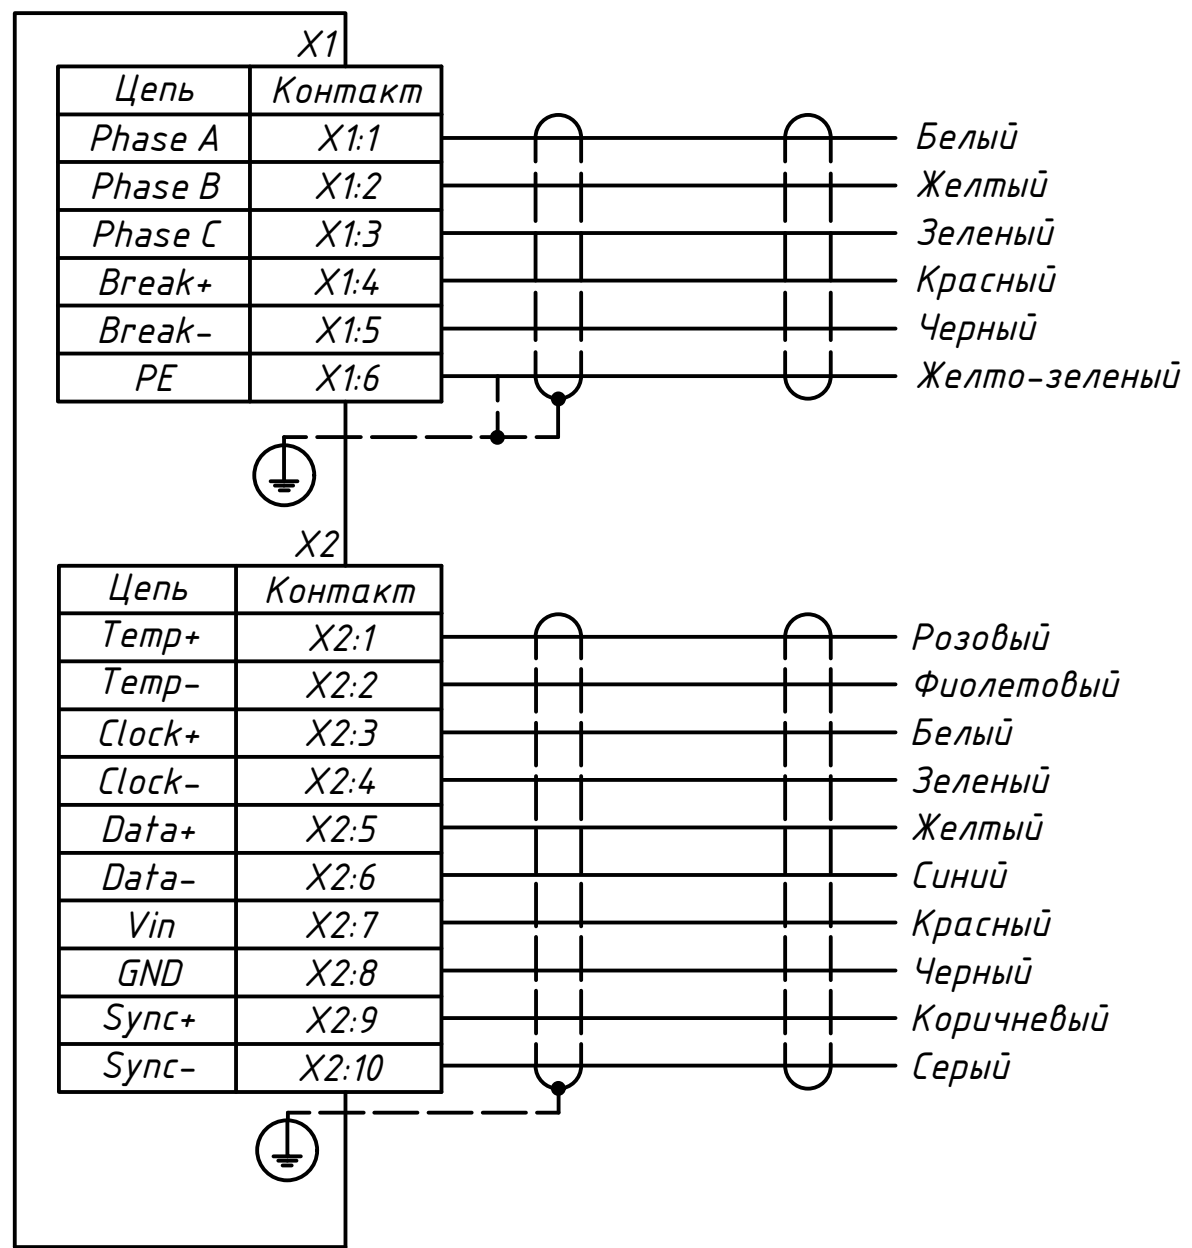 X1
Цепь Контакт
Phase A X1:1 Белый
Phase B X1:2 Желтый
Phase C X1:3 Зеленый
Break+ X1:4 Красный
Break- X1:5 Черный
PE X1:6 Желто-зеленый
X2
Цепь Контакт
Temp+ X2:1 Розовый
Temp- X2:2 Фиолетовый
Clock+ X2:3 Белый
Clock- X2:4 Зеленый
Data+ X2:5 Желтый
Data- X2:6 Синий
Vin X2:7 Красный
GND X2:8 Черный
Sync+ X2:9 Коричневый
Sync- X2:10 Серый